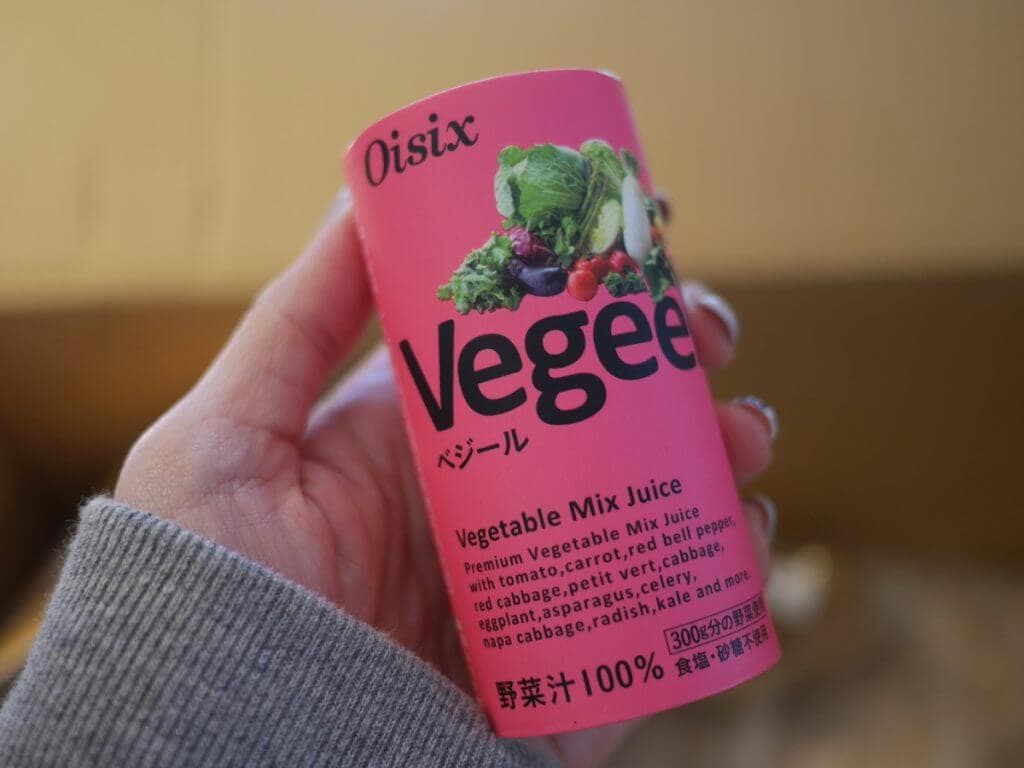 Oisix
Vegee
ベジール
Vegetable Mix Juice
Premium Vegetable Mix Juice
with tomato,carrot,red bell pepper,
red cabbage,petit vert,cabbage,
eggplant,asparagus,celery,
napa cabbage,radish,kale and more.
300g分の野菜使用
野菜汁100%
食塩・砂糖不使用